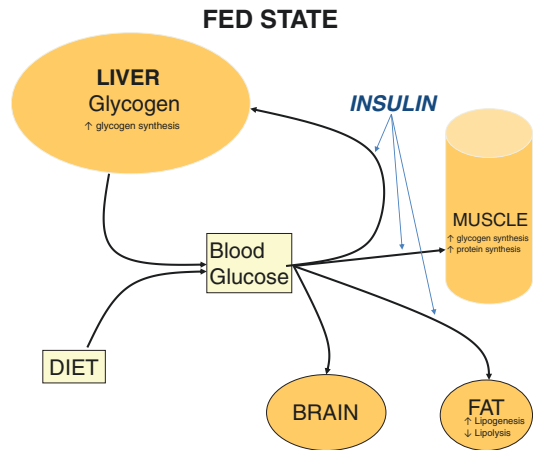 FED STATE
LIVER
Glycogen
↑ glycogen synthesis
INSULIN
MUSCLE
↑ glycogen synthesis
↑ protein synthesis
Blood
Glucose
DIET
BRAIN
FAT
↑ Lipogenesis
↓ Lipolysis